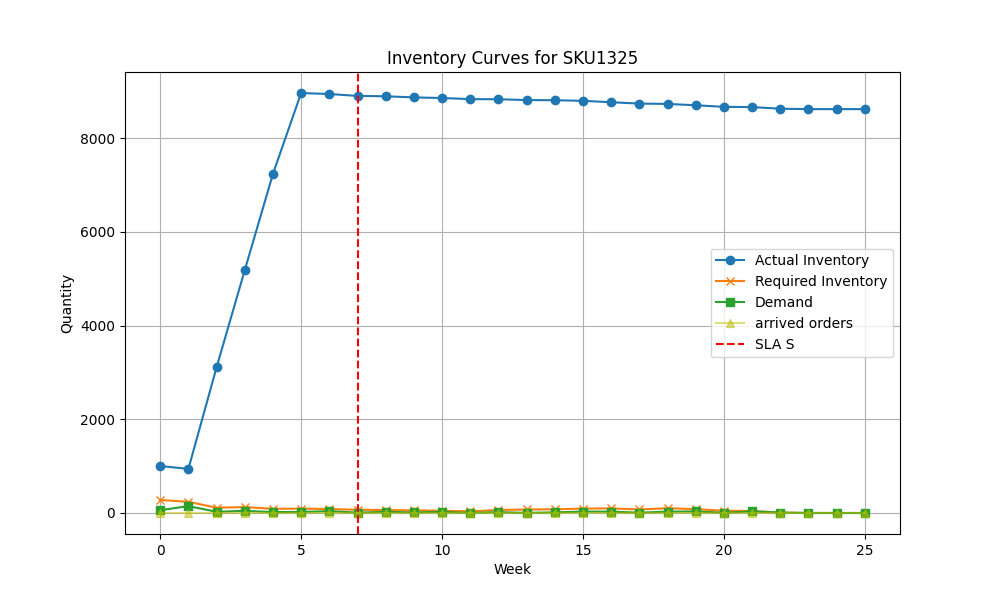 Inventory Curves for SKU1325
Quantity
8000
6000
4000
2000
0
Actual Inventory
Required Inventory
Demand
arrived orders
SLA S
0 5 10 15 20 25
Week